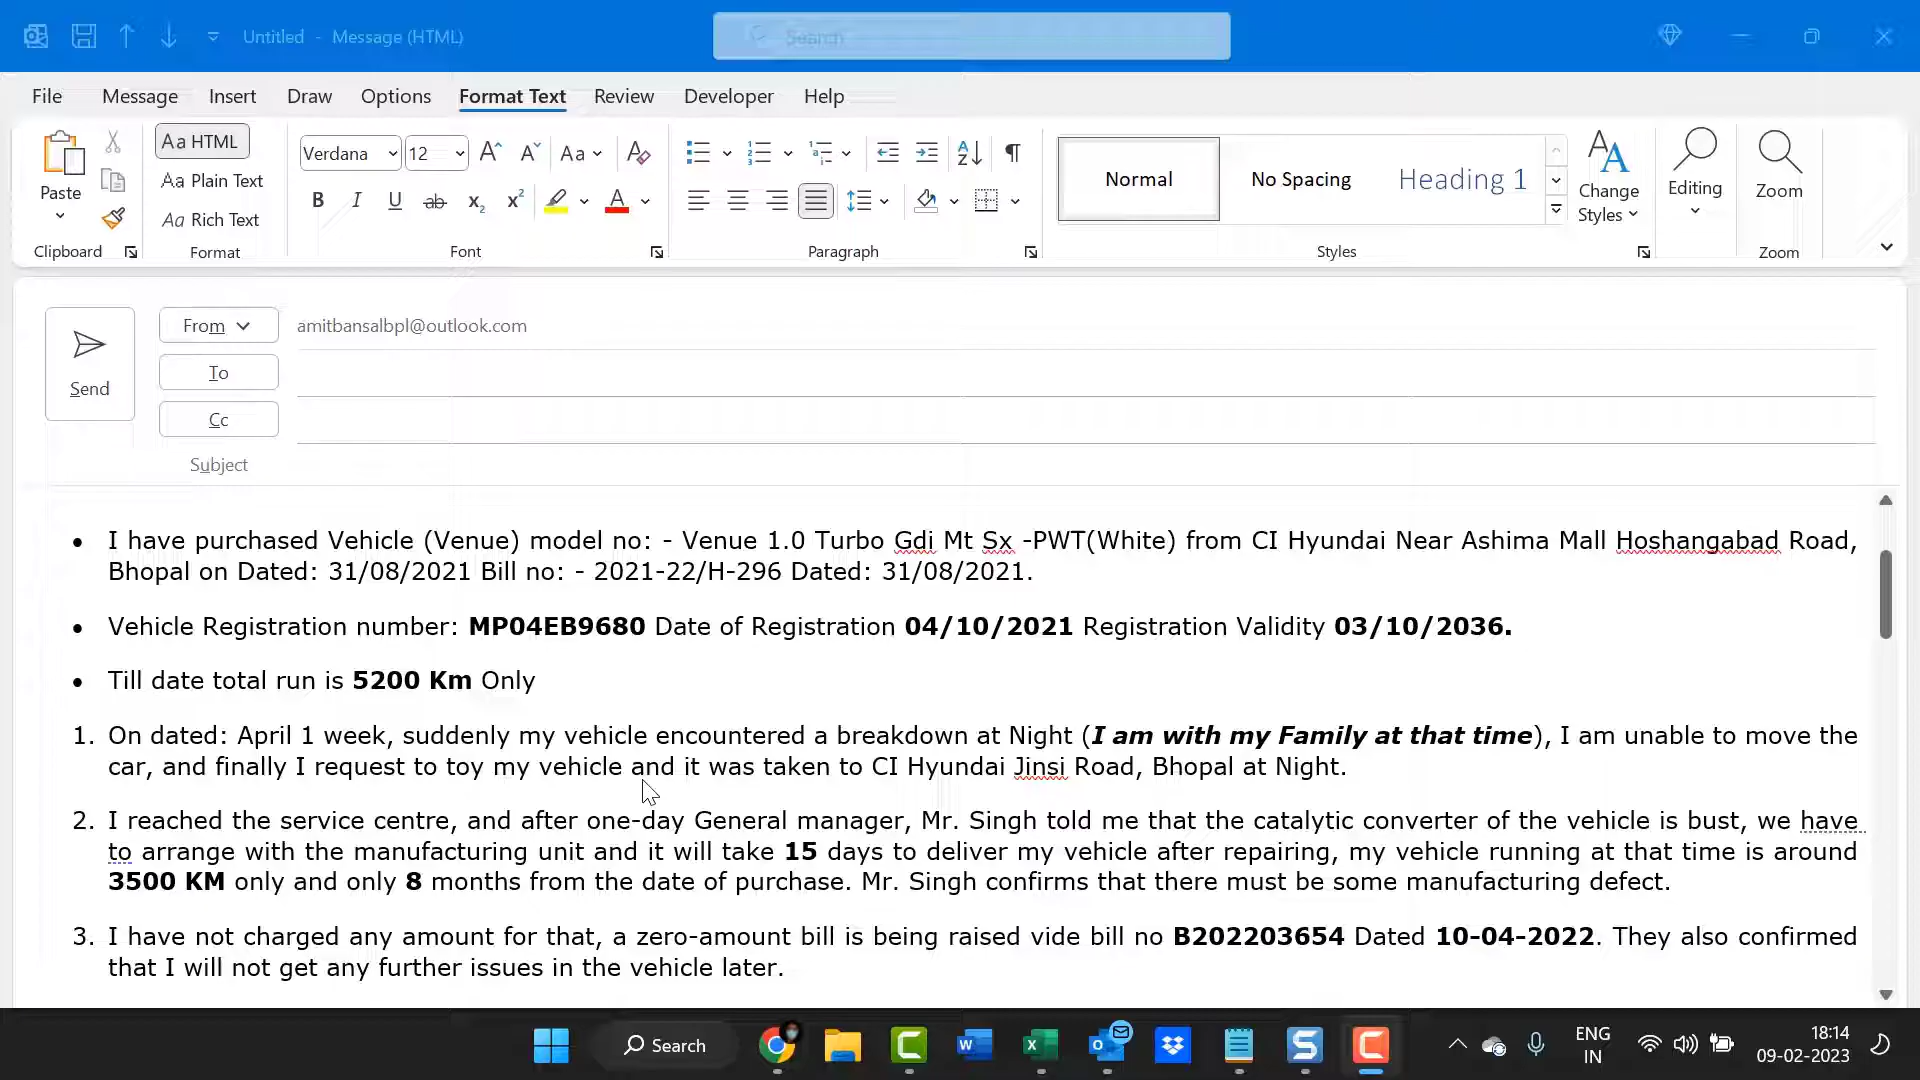 Untitled - Message (HTML)
Search
File Message Insert Draw Options Format Text Review Developer Help
Paste
Aa HTML
Aa Plain Text
Aa Rich Text
Verdana 12
Normal
No Spacing
Heading 1
Change Styles
Editing
Zoom
Clipboard
Format
Font
Paragraph
Styles
Zoom
Send
From
amitbansalbpl@outlook.com
To
Cc
Subject
• I have purchased Vehicle (Venue) model no: - Venue 1.0 Turbo Gdi Mt Sx -PWT(White) from CI Hyundai Near Ashima Mall Hoshangabad Road,
Bhopal on Dated: 31/08/2021 Bill no: - 2021-22/H-296 Dated: 31/08/2021.
• Vehicle Registration number: MP04EB9680 Date of Registration 04/10/2021 Registration Validity 03/10/2036.
• Till date total run is 5200 Km Only
1. On dated: April 1 week, suddenly my vehicle encountered a breakdown at Night (I am with my Family at that time), I am unable to move the
car, and finally I request to toy my vehicle and it was taken to CI Hyundai Jinsi Road, Bhopal at Night.
2. I reached the service centre, and after one-day General manager, Mr. Singh told me that the catalytic converter of the vehicle is bust, we have
to arrange with the manufacturing unit and it will take 15 days to deliver my vehicle after repairing, my vehicle running at that time is around
3500 KM only and only 8 months from the date of purchase. Mr. Singh confirms that there must be some manufacturing defect.
3. I have not charged any amount for that, a zero-amount bill is being raised vide bill no B202203654 Dated 10-04-2022. They also confirmed
that I will not get any further issues in the vehicle later.
Search
ENG
IN
18:14
09-02-2023